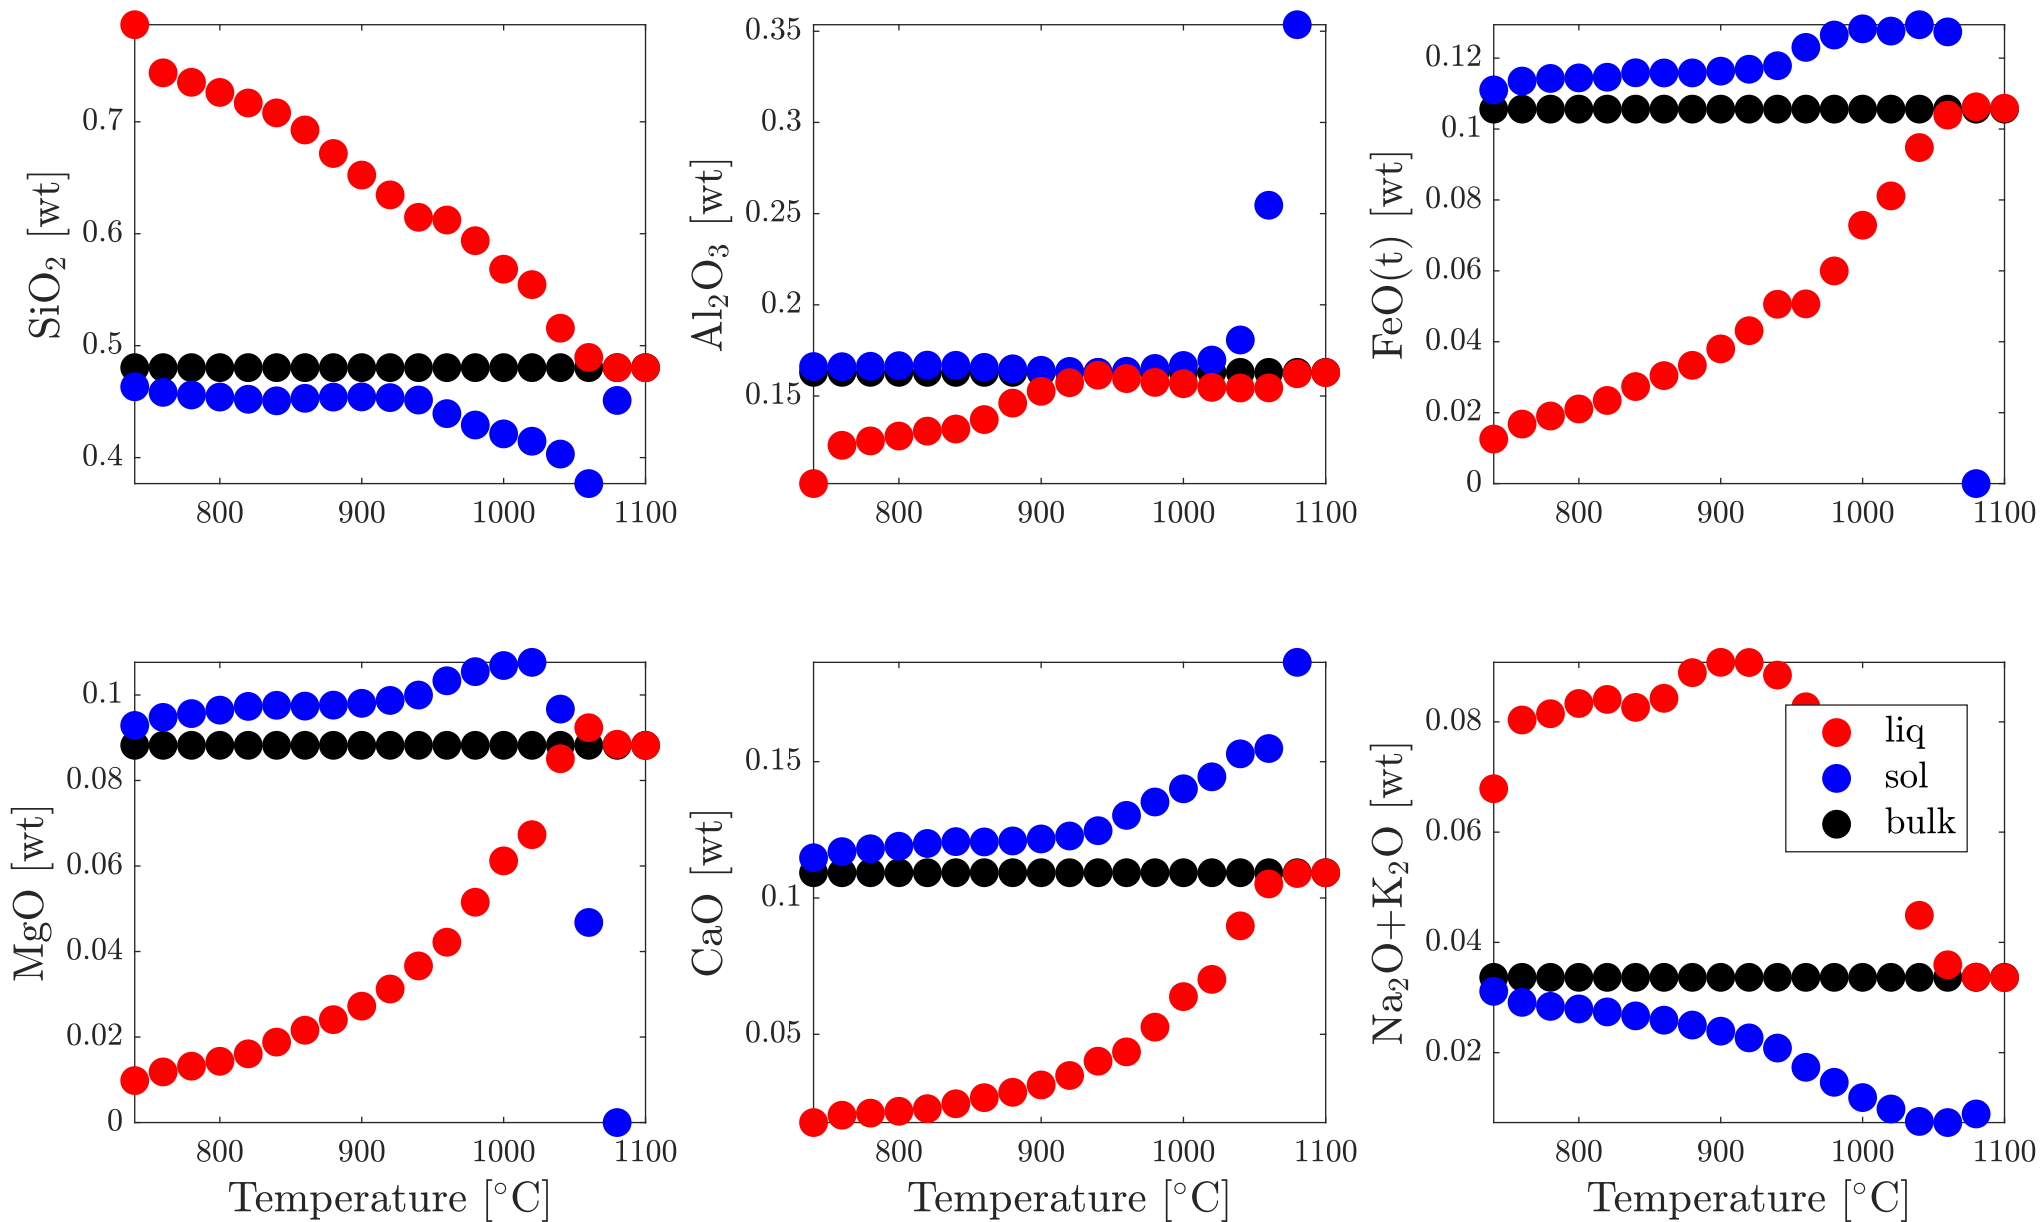 SiO₂ [wt]
0.7
0.6
0.5
0.4
800 900 1000 1100
Al₂O₃ [wt]
0.35
0.3
0.25
0.2
0.15
800 900 1000 1100
FeO(t) [wt]
0.12
0.1
0.08
0.06
0.04
0.02
0
800 900 1000 1100
MgO [wt]
0.1
0.08
0.06
0.04
0.02
0
800 900 1000 1100
Temperature [°C]
CaO [wt]
0.15
0.1
0.05
800 900 1000 1100
Temperature [°C]
Na₂O+K₂O [wt]
0.08
0.06
0.04
0.02
800 900 1000 1100
Temperature [°C]
liq
sol
bulk